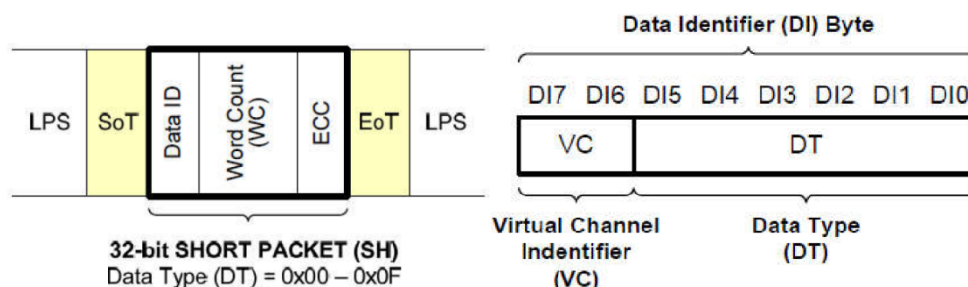 LPS
SoT
Data ID
Word Count
(WC)
ECC
EoT
LPS
32-bit SHORT PACKET (SH)
Data Type (DT) = 0x00 – 0x0F
Data Identifier (DI) Byte
DI7 DI6 DI5 DI4 DI3 DI2 DI1 DI0
VC DT
Virtual Channel
Indentifier
(VC)
Data Type
(DT)